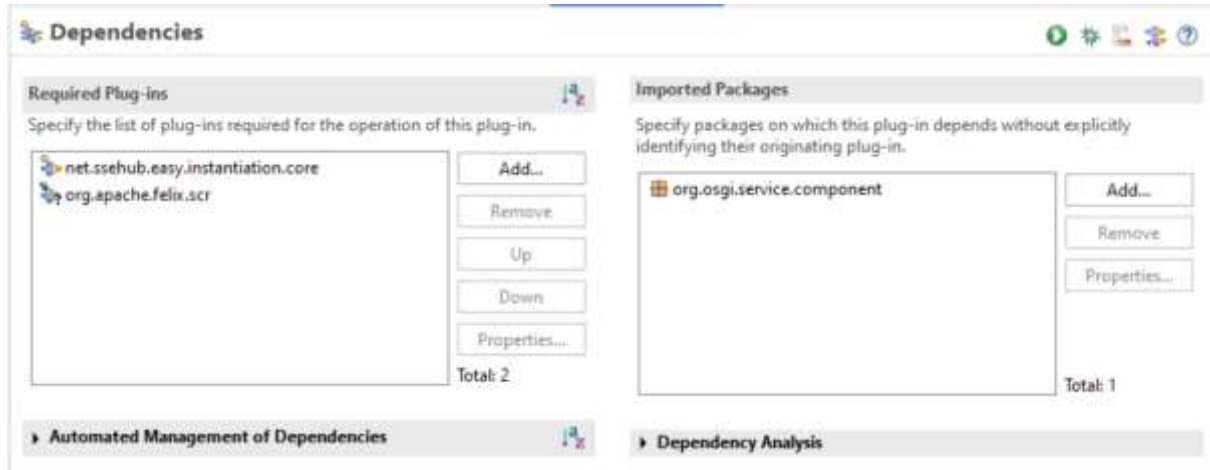 Dependencies
Required Plug-ins
Specify the list of plug-ins required for the operation of this plug-in.
net.ssehub.easy.instantiation.core
org.apache.felix.scr
Add...
Remove
Up
Down
Properties...
Total: 2
Automated Management of Dependencies
Imported Packages
Specify packages on which this plug-in depends without explicitly
identifying their originating plug-in.
org.osgi.service.component
Add...
Remove
Properties...
Total: 1
Dependency Analysis